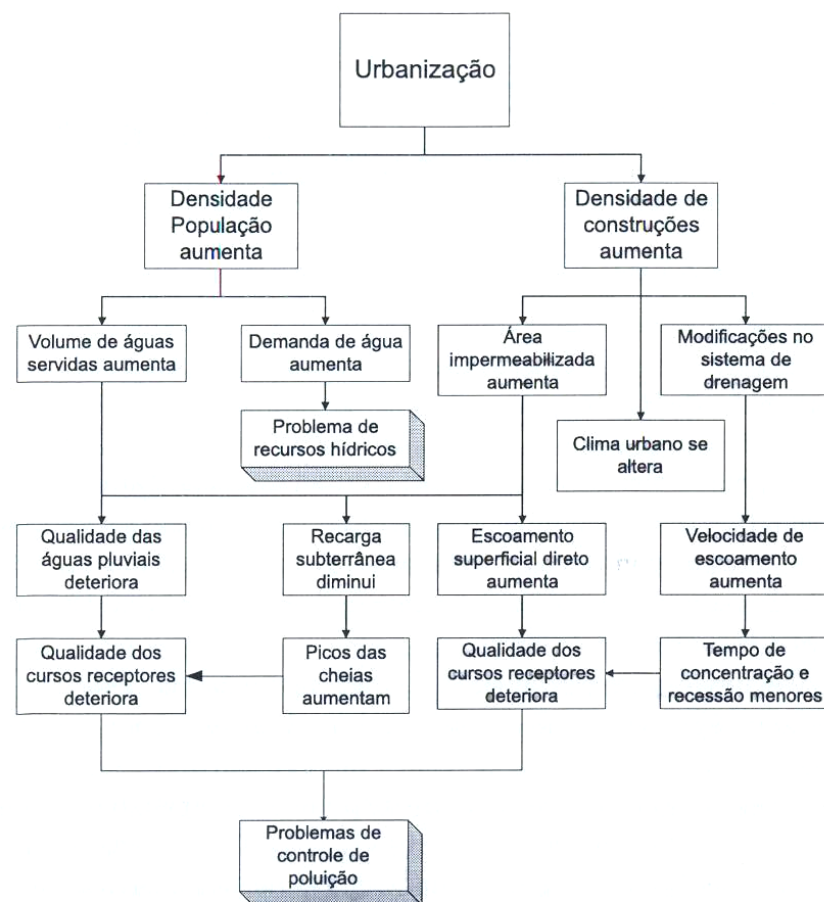 Urbanização
Densidade
População
aumenta
Densidade de
construções
aumenta
Volume de águas
servidas aumenta
Demanda de água
aumenta
Área
impermeabilizada
aumenta
Modificações no
sistema de
drenagem
Problema de
recursos hídricos
Clima urbano se
altera
Qualidade das
águas pluviais
deteriora
Recarga
subterrânea
diminui
Escoamento
superficial direto
aumenta
Velocidade de
escoamento
aumenta
Qualidade dos
cursos receptores
deteriora
Picos das
cheias
aumentam
Qualidade dos
cursos receptores
deteriora
Tempo de
concentração e
recessão menores
Problemas de
controle de
poluição